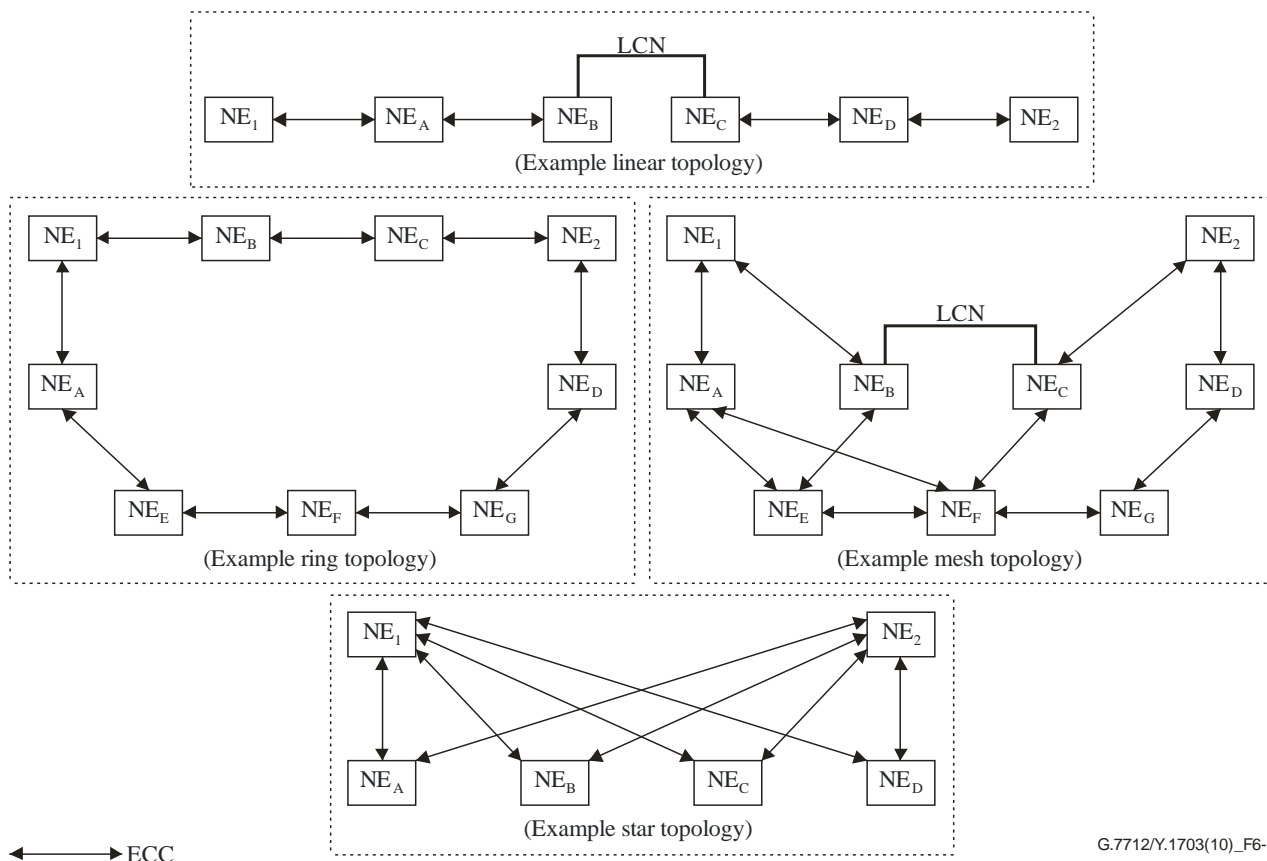 LCN
NE1 NEA NEB NEC NED NE2
(Example linear topology)
NE1 NEB NEC NE2
NEA NED
NEE NEF NEG
(Example ring topology)
NE1 NE2
LCN
NEA NEB NEC NED
NEE NEF NEG
(Example mesh topology)
NE1 NE2
NEA NEB NEC NED
(Example star topology)
ECC
G.7712/Y.1703(10)_F6-